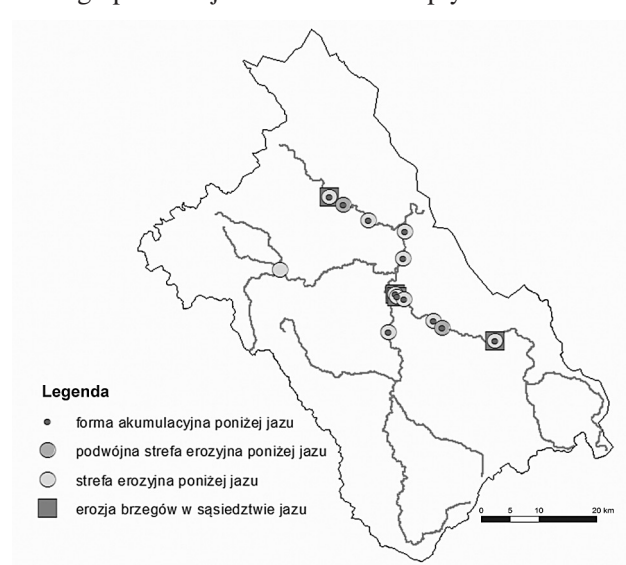 Legenda
forma akumulacyjna poniżej jazu
podwójna strefa erozyjna poniżej jazu
strefa erozyjna poniżej jazu
erozja brzegów w sąsiedztwie jazu
0 5 10 20 km